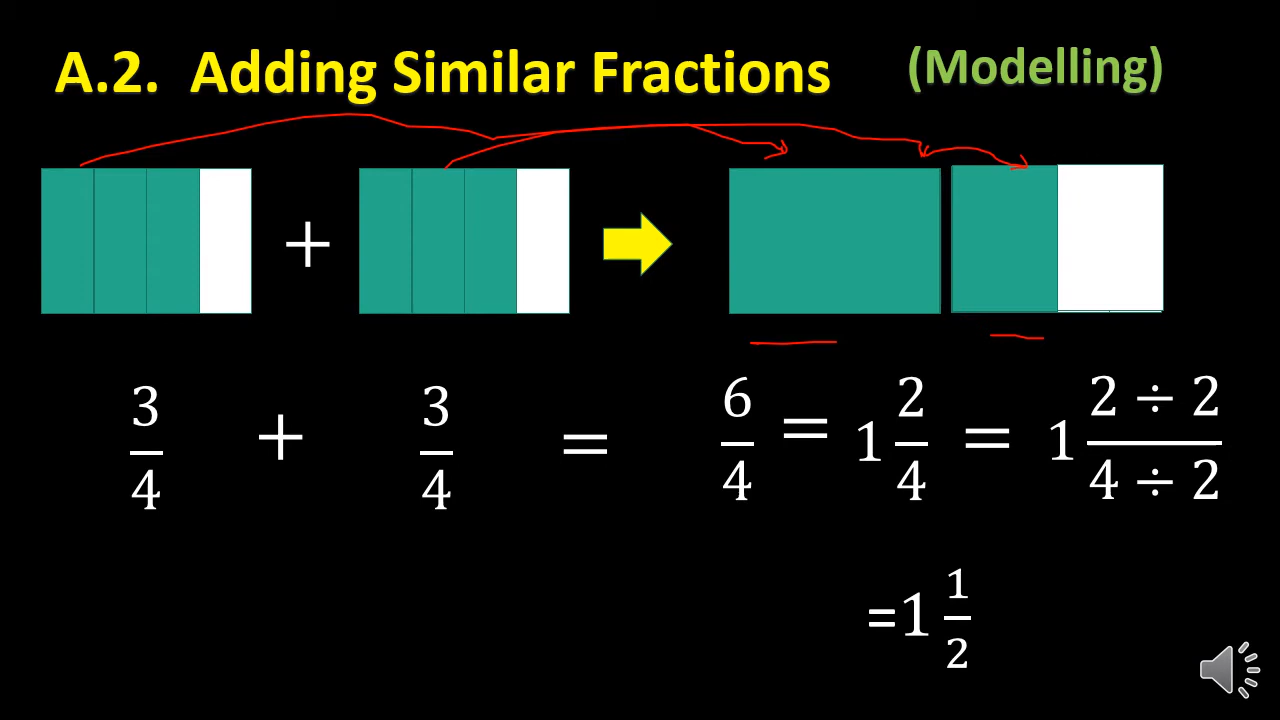 A.2. Adding Similar Fractions (Modelling)
+
3/4 + 3/4 = 6/4 = 1 2/4 = 1 2 ÷ 2/4 ÷ 2
=1 1/2